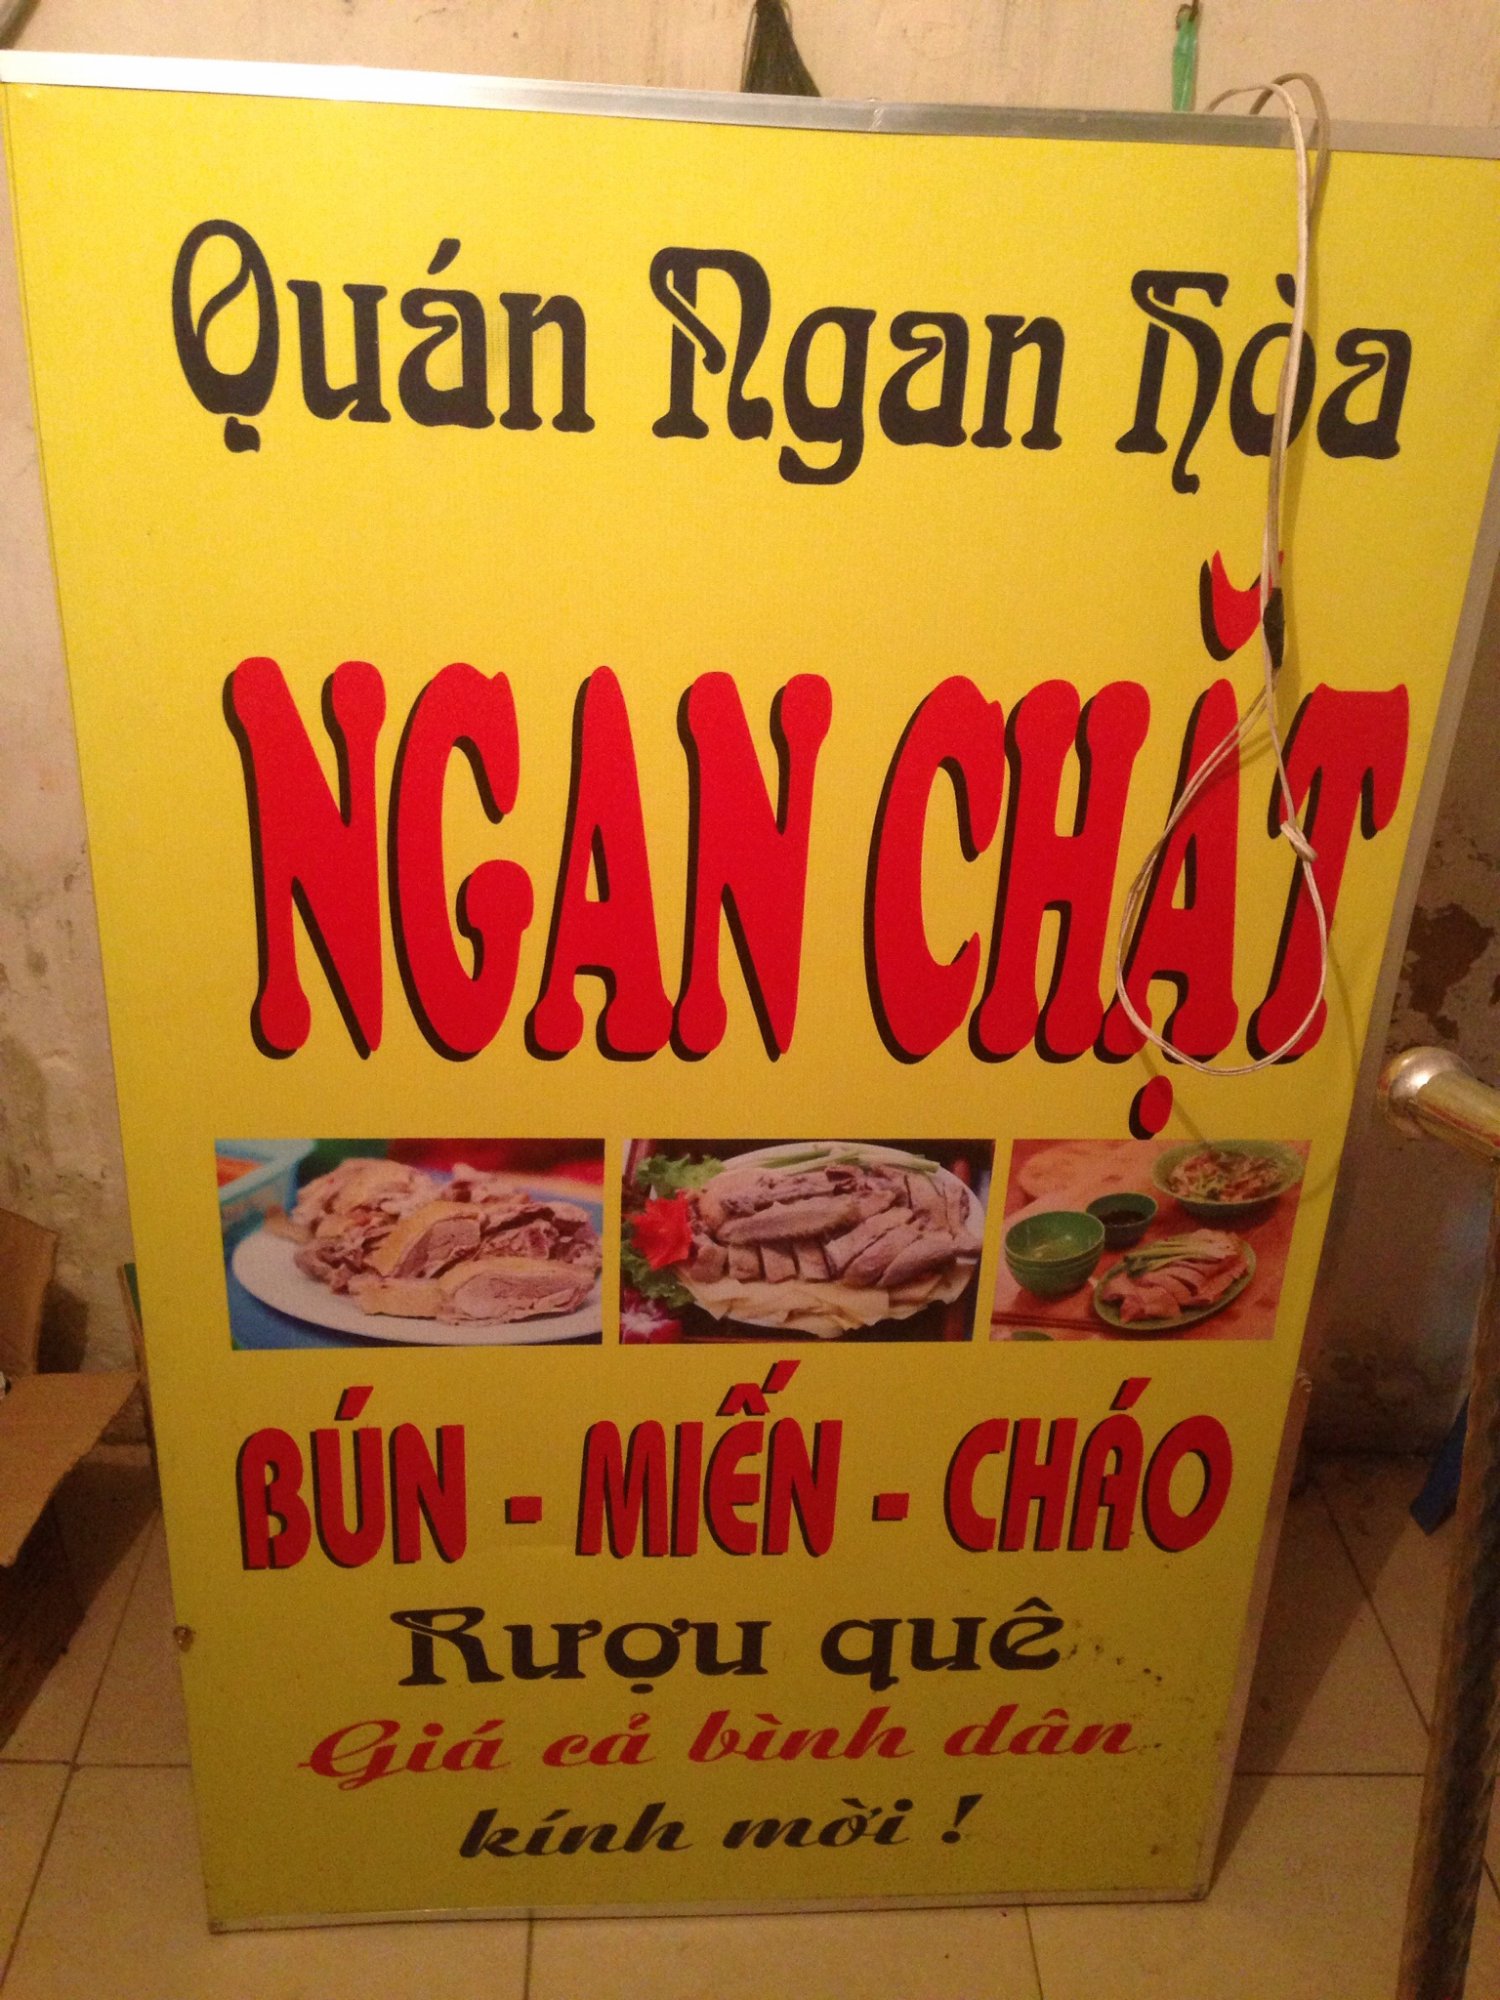 Quán Ngan Hòa
NGAN CHẶT
BÚN - MIẾN - CHÁO
Rượu quê
Giá cả bình dân
kính mời !